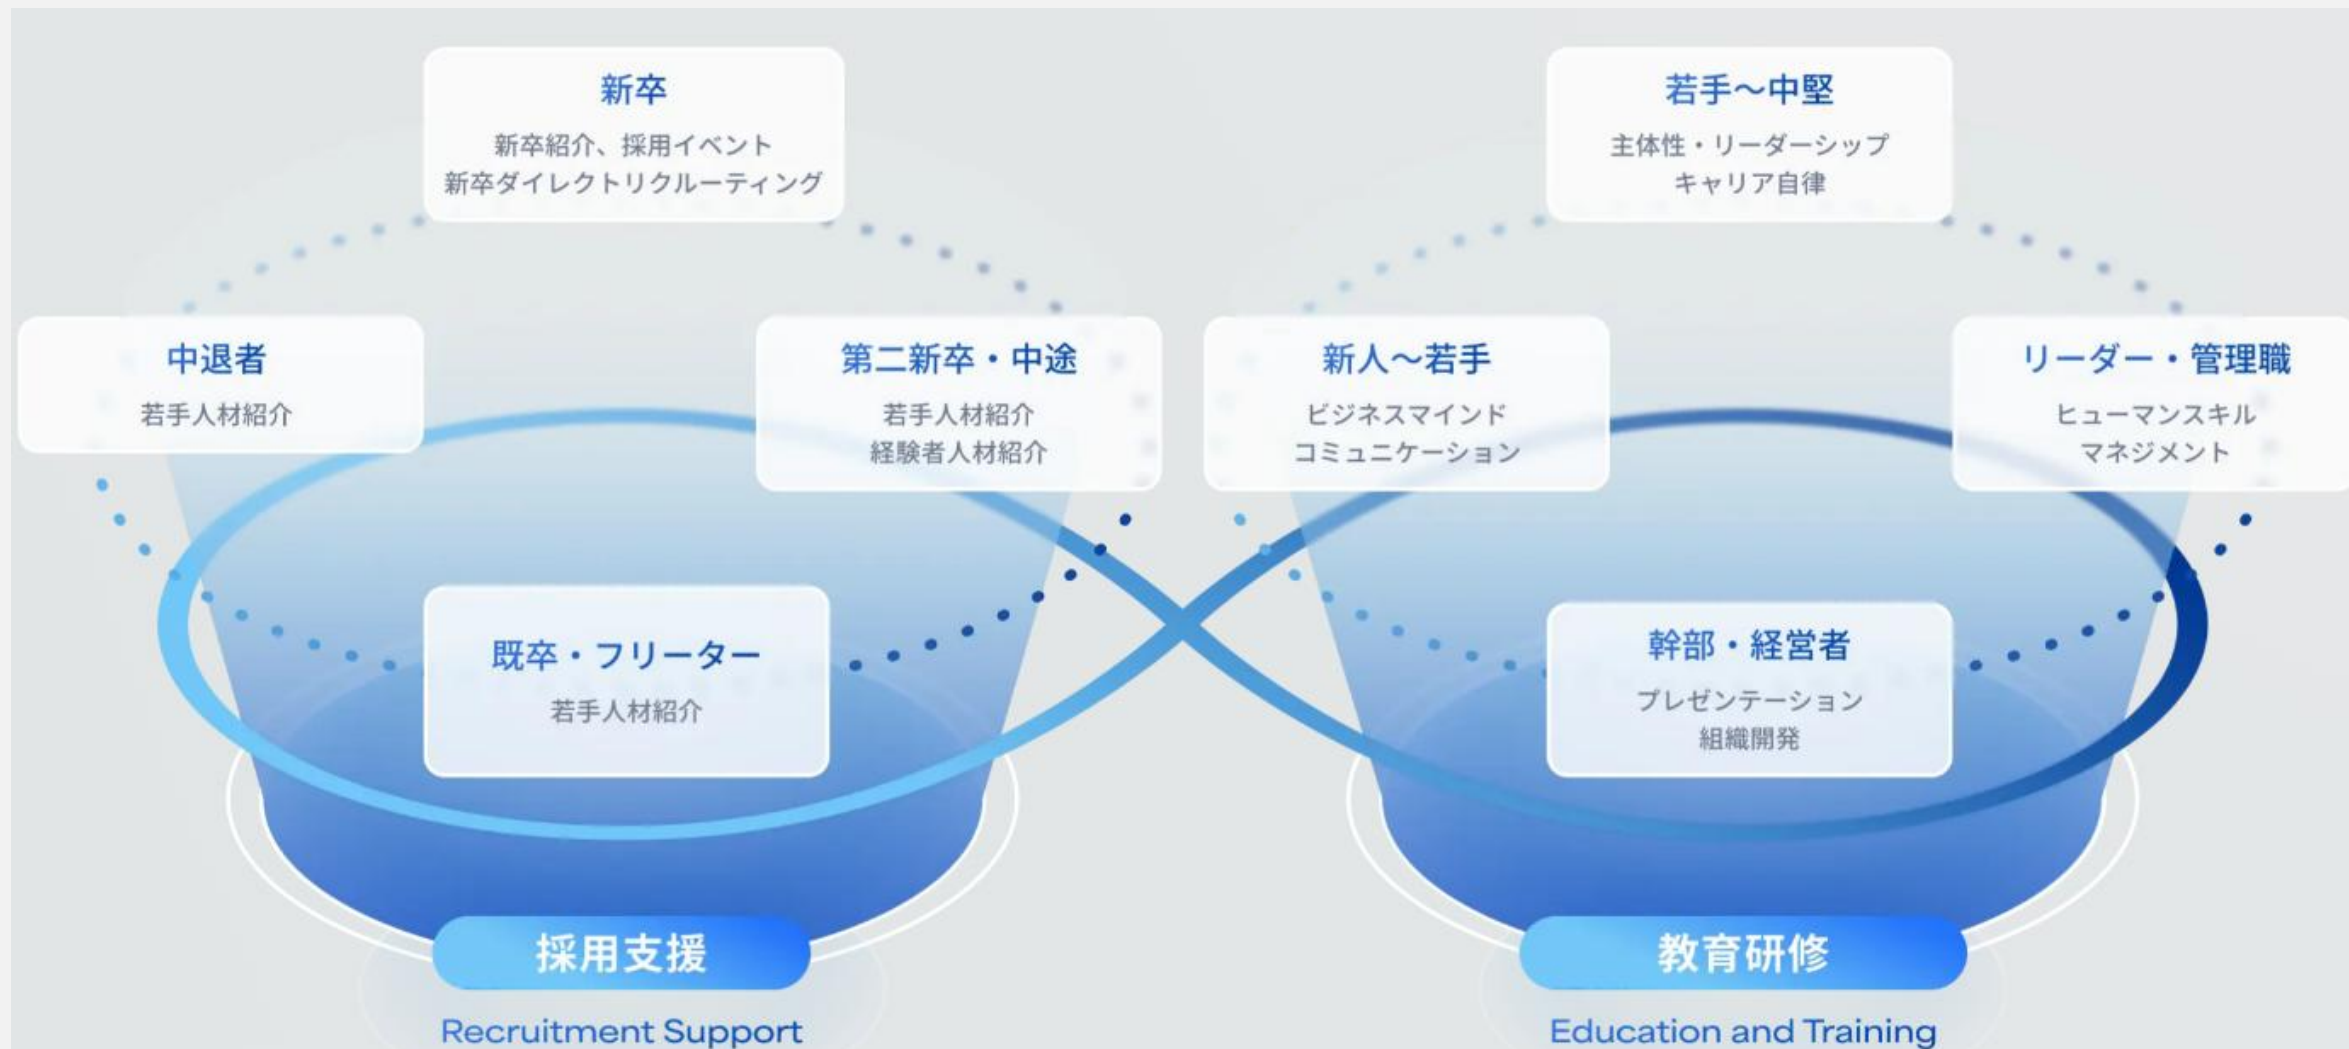 新卒
新卒紹介、採用イベント
新卒ダイレクトリクルーティング
中退者
若手人材紹介
第二新卒・中途
若手人材紹介
経験者人材紹介
既卒・フリーター
若手人材紹介
採用支援
Recruitment Support
若手～中堅
主体性・リーダーシップ
キャリア自律
新人～若手
ビジネスマインド
コミュニケーション
リーダー・管理職
ヒューマンスキル
マネジメント
幹部・経営者
プレゼンテーション
組織開発
教育研修
Education and Training